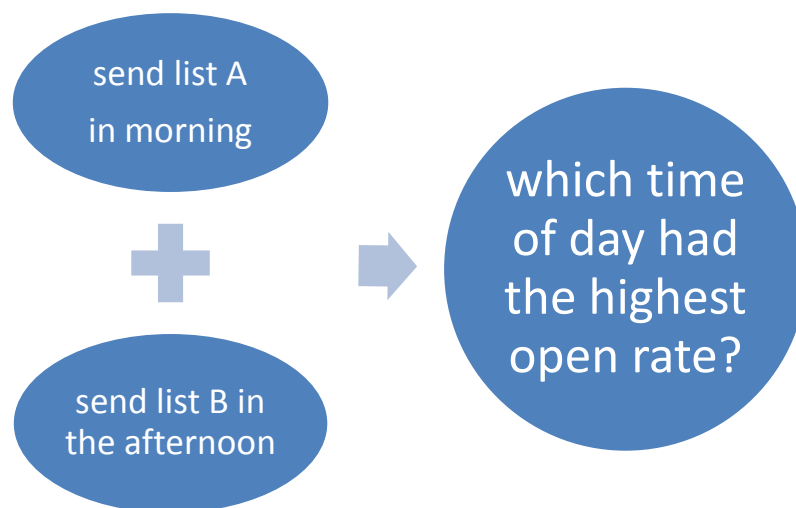 send list A
in morning
send list B in
the afternoon
which time
of day had
the highest
open rate?